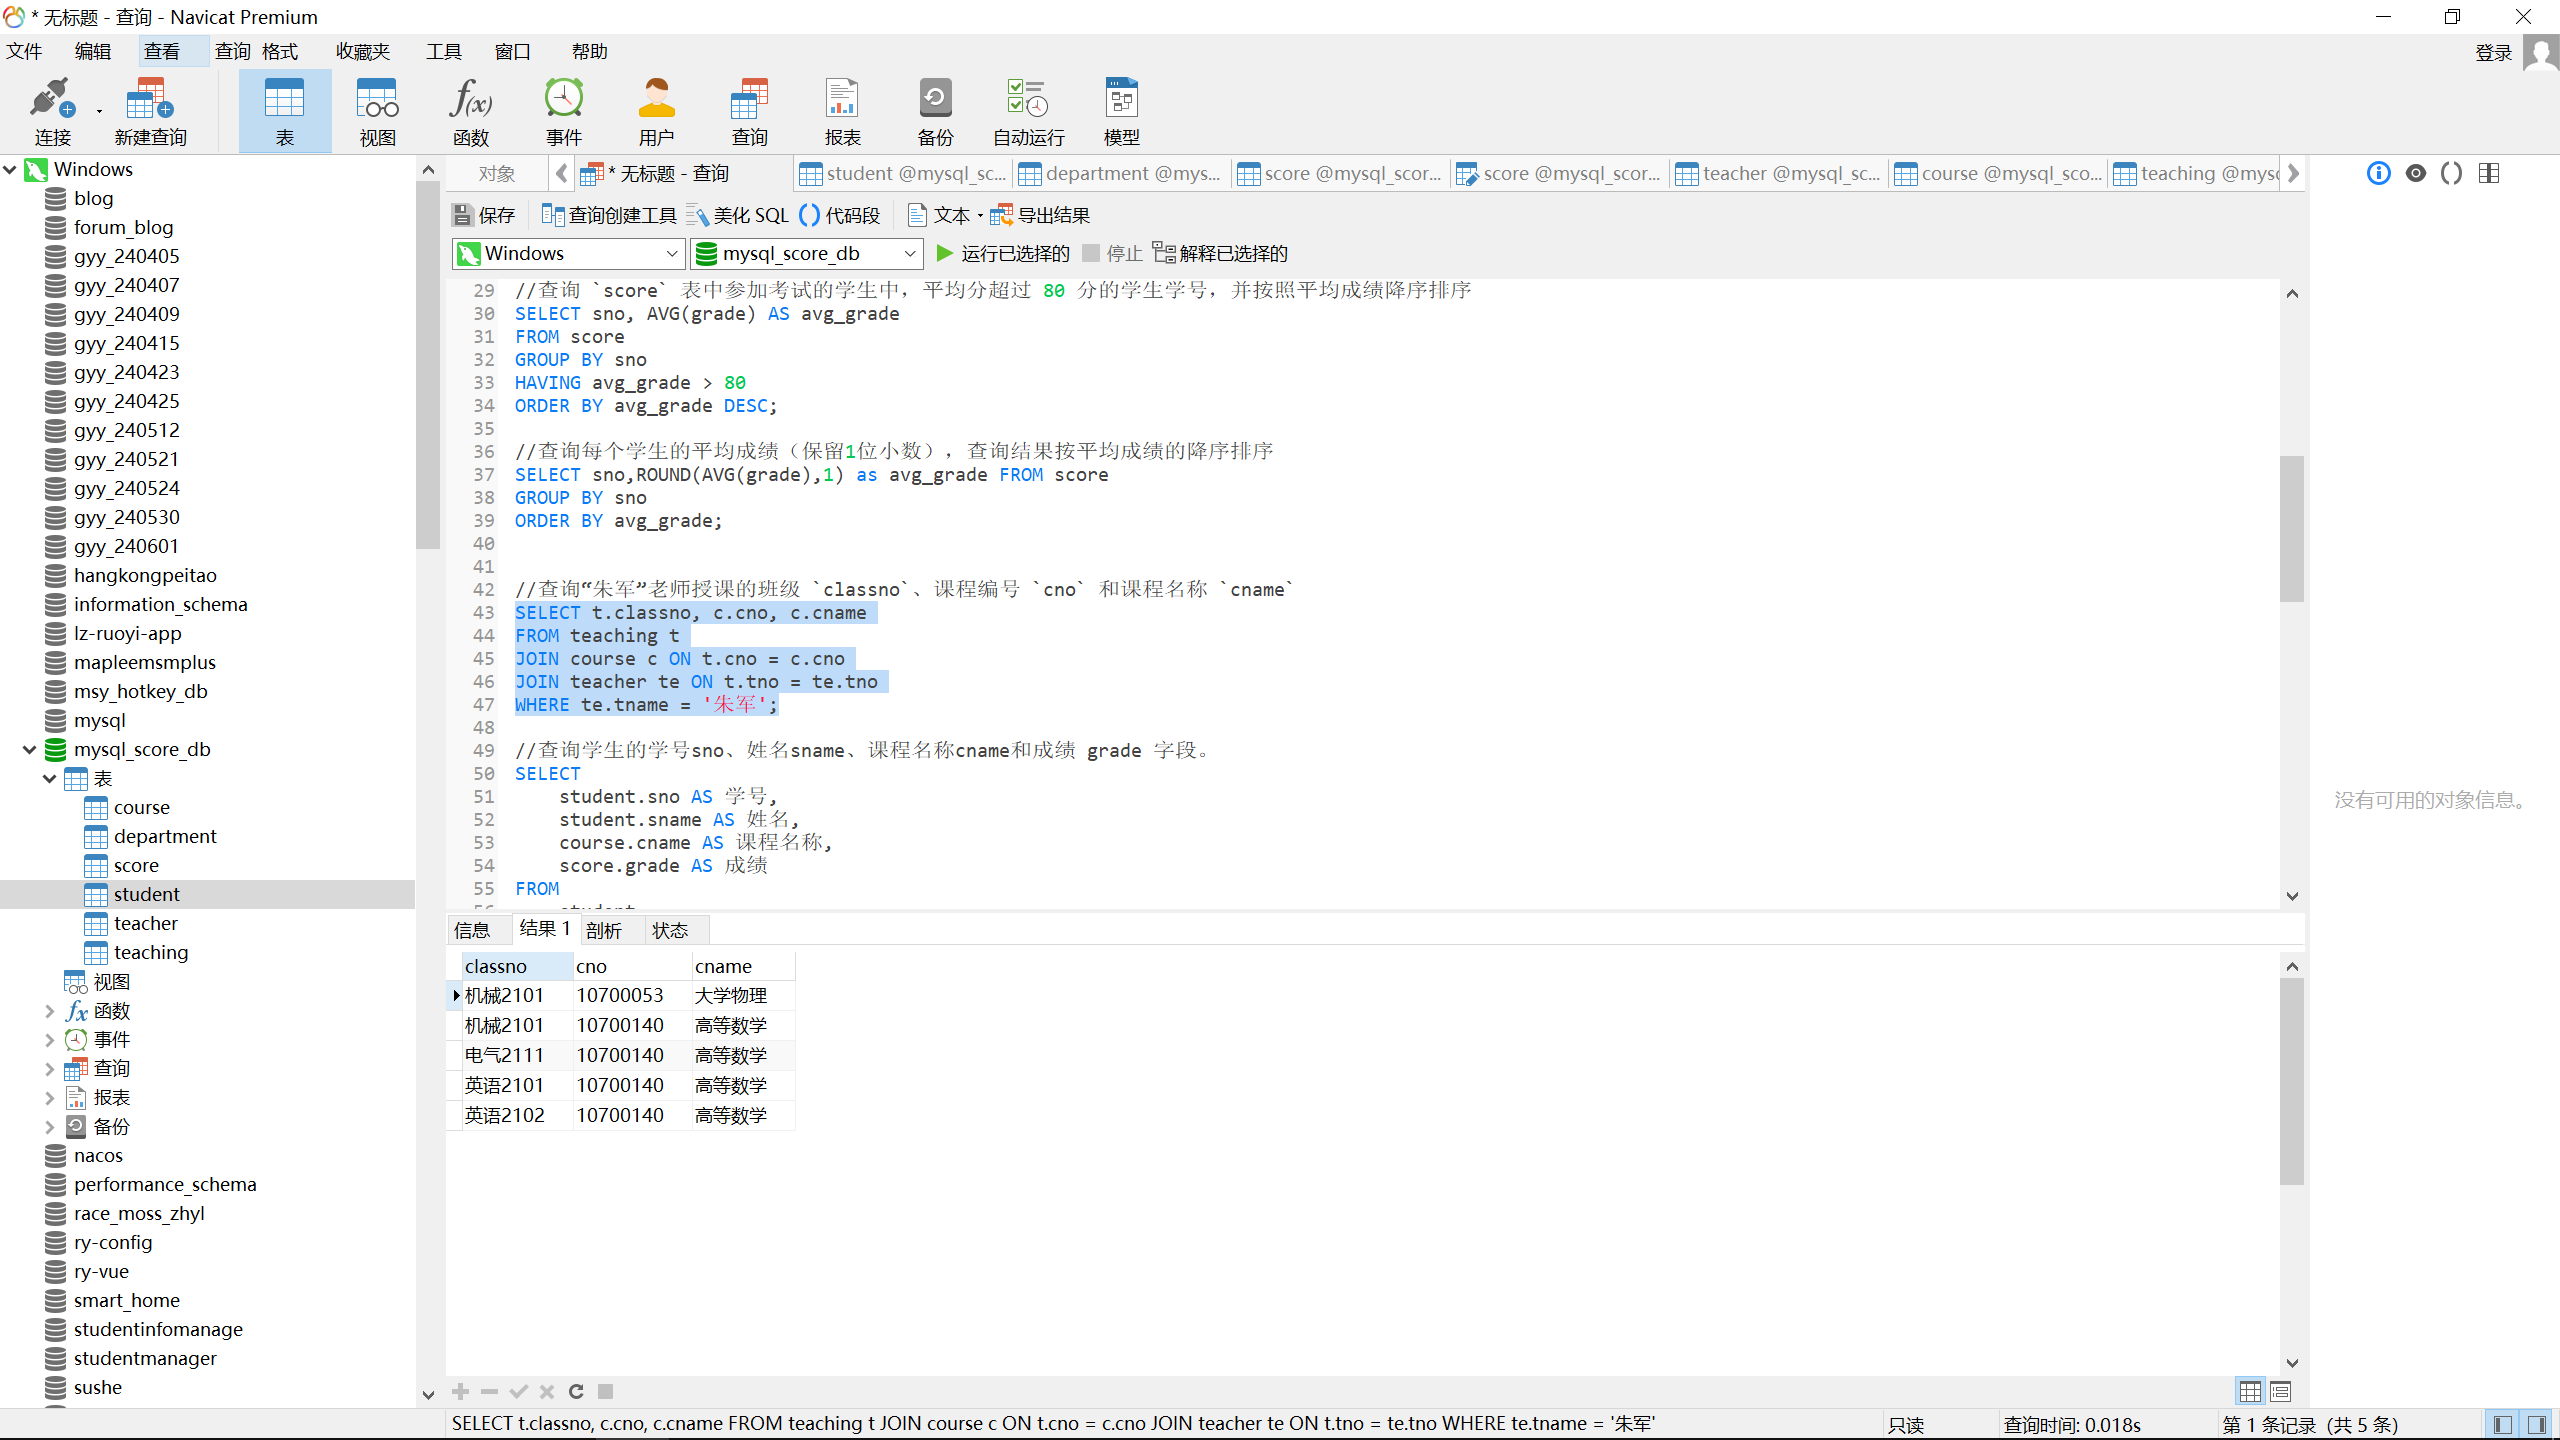 * 无标题 - 查询 - Navicat Premium
文件 编辑 查看 查询 格式 收藏夹 工具 窗口 帮助 登录
连接 新建查询 表 视图 函数 事件 用户 查询 报表 备份 自动运行 模型
Windows
blog
forum_blog
gyy_240405
gyy_240407
gyy_240409
gyy_240415
gyy_240423
gyy_240425
gyy_240512
gyy_240521
gyy_240524
gyy_240530
gyy_240601
hangkongpeitao
information_schema
lz-ruoyi-app
mapleemsmplus
msy_hotkey_db
mysql
mysql_score_db
表
course
department
score
student
teacher
teaching
视图
函数
事件
查询
报表
备份
nacos
performance_schema
race_moss_zhyl
ry-config
ry-vue
smart_home
studentinfomanage
studentmanager
sushe
对象 * 无标题 - 查询 student @mysql_sc... department @mys... score @mysql_scor... score @mysql_scor... teacher @mysql_sc... course @mysql_sco... teaching @mysc
保存 查询创建工具 美化 SQL 代码段 文本 导出结果
Windows mysql_score_db 运行已选择的 停止 解释已选择的
29 //查询 `score` 表中参加考试的学生中，平均分超过 80 分的学生学号，并按照平均成绩降序排序
30 SELECT sno, AVG(grade) AS avg_grade
31 FROM score
32 GROUP BY sno
33 HAVING avg_grade > 80
34 ORDER BY avg_grade DESC;
35
36 //查询每个学生的平均成绩（保留1位小数），查询结果按平均成绩的降序排序
37 SELECT sno,ROUND(AVG(grade),1) as avg_grade FROM score
38 GROUP BY sno
39 ORDER BY avg_grade;
40
41
42 //查询“朱军”老师授课的班级 `classno`、课程编号 `cno` 和课程名称 `cname`
43 SELECT t.classno, c.cno, c.cname
44 FROM teaching t
45 JOIN course c ON t.cno = c.cno
46 JOIN teacher te ON t.tno = te.tno
47 WHERE te.tname = '朱军';
48
49 //查询学生的学号sno、姓名sname、课程名称cname和成绩 grade 字段。
50 SELECT
51 student.sno AS 学号,
52 student.sname AS 姓名,
53 course.cname AS 课程名称,
54 score.grade AS 成绩
55 FROM
信息 结果 1 剖析 状态
classno cno cname
机械2101 10700053 大学物理
机械2101 10700140 高等数学
电气2111 10700140 高等数学
英语2101 10700140 高等数学
英语2102 10700140 高等数学
没有可用的对象信息。
SELECT t.classno, c.cno, c.cname FROM teaching t JOIN course c ON t.cno = c.cno JOIN teacher te ON t.tno = te.tno WHERE te.tname = '朱军' 只读 查询时间: 0.018s 第 1 条记录 (共 5 条)